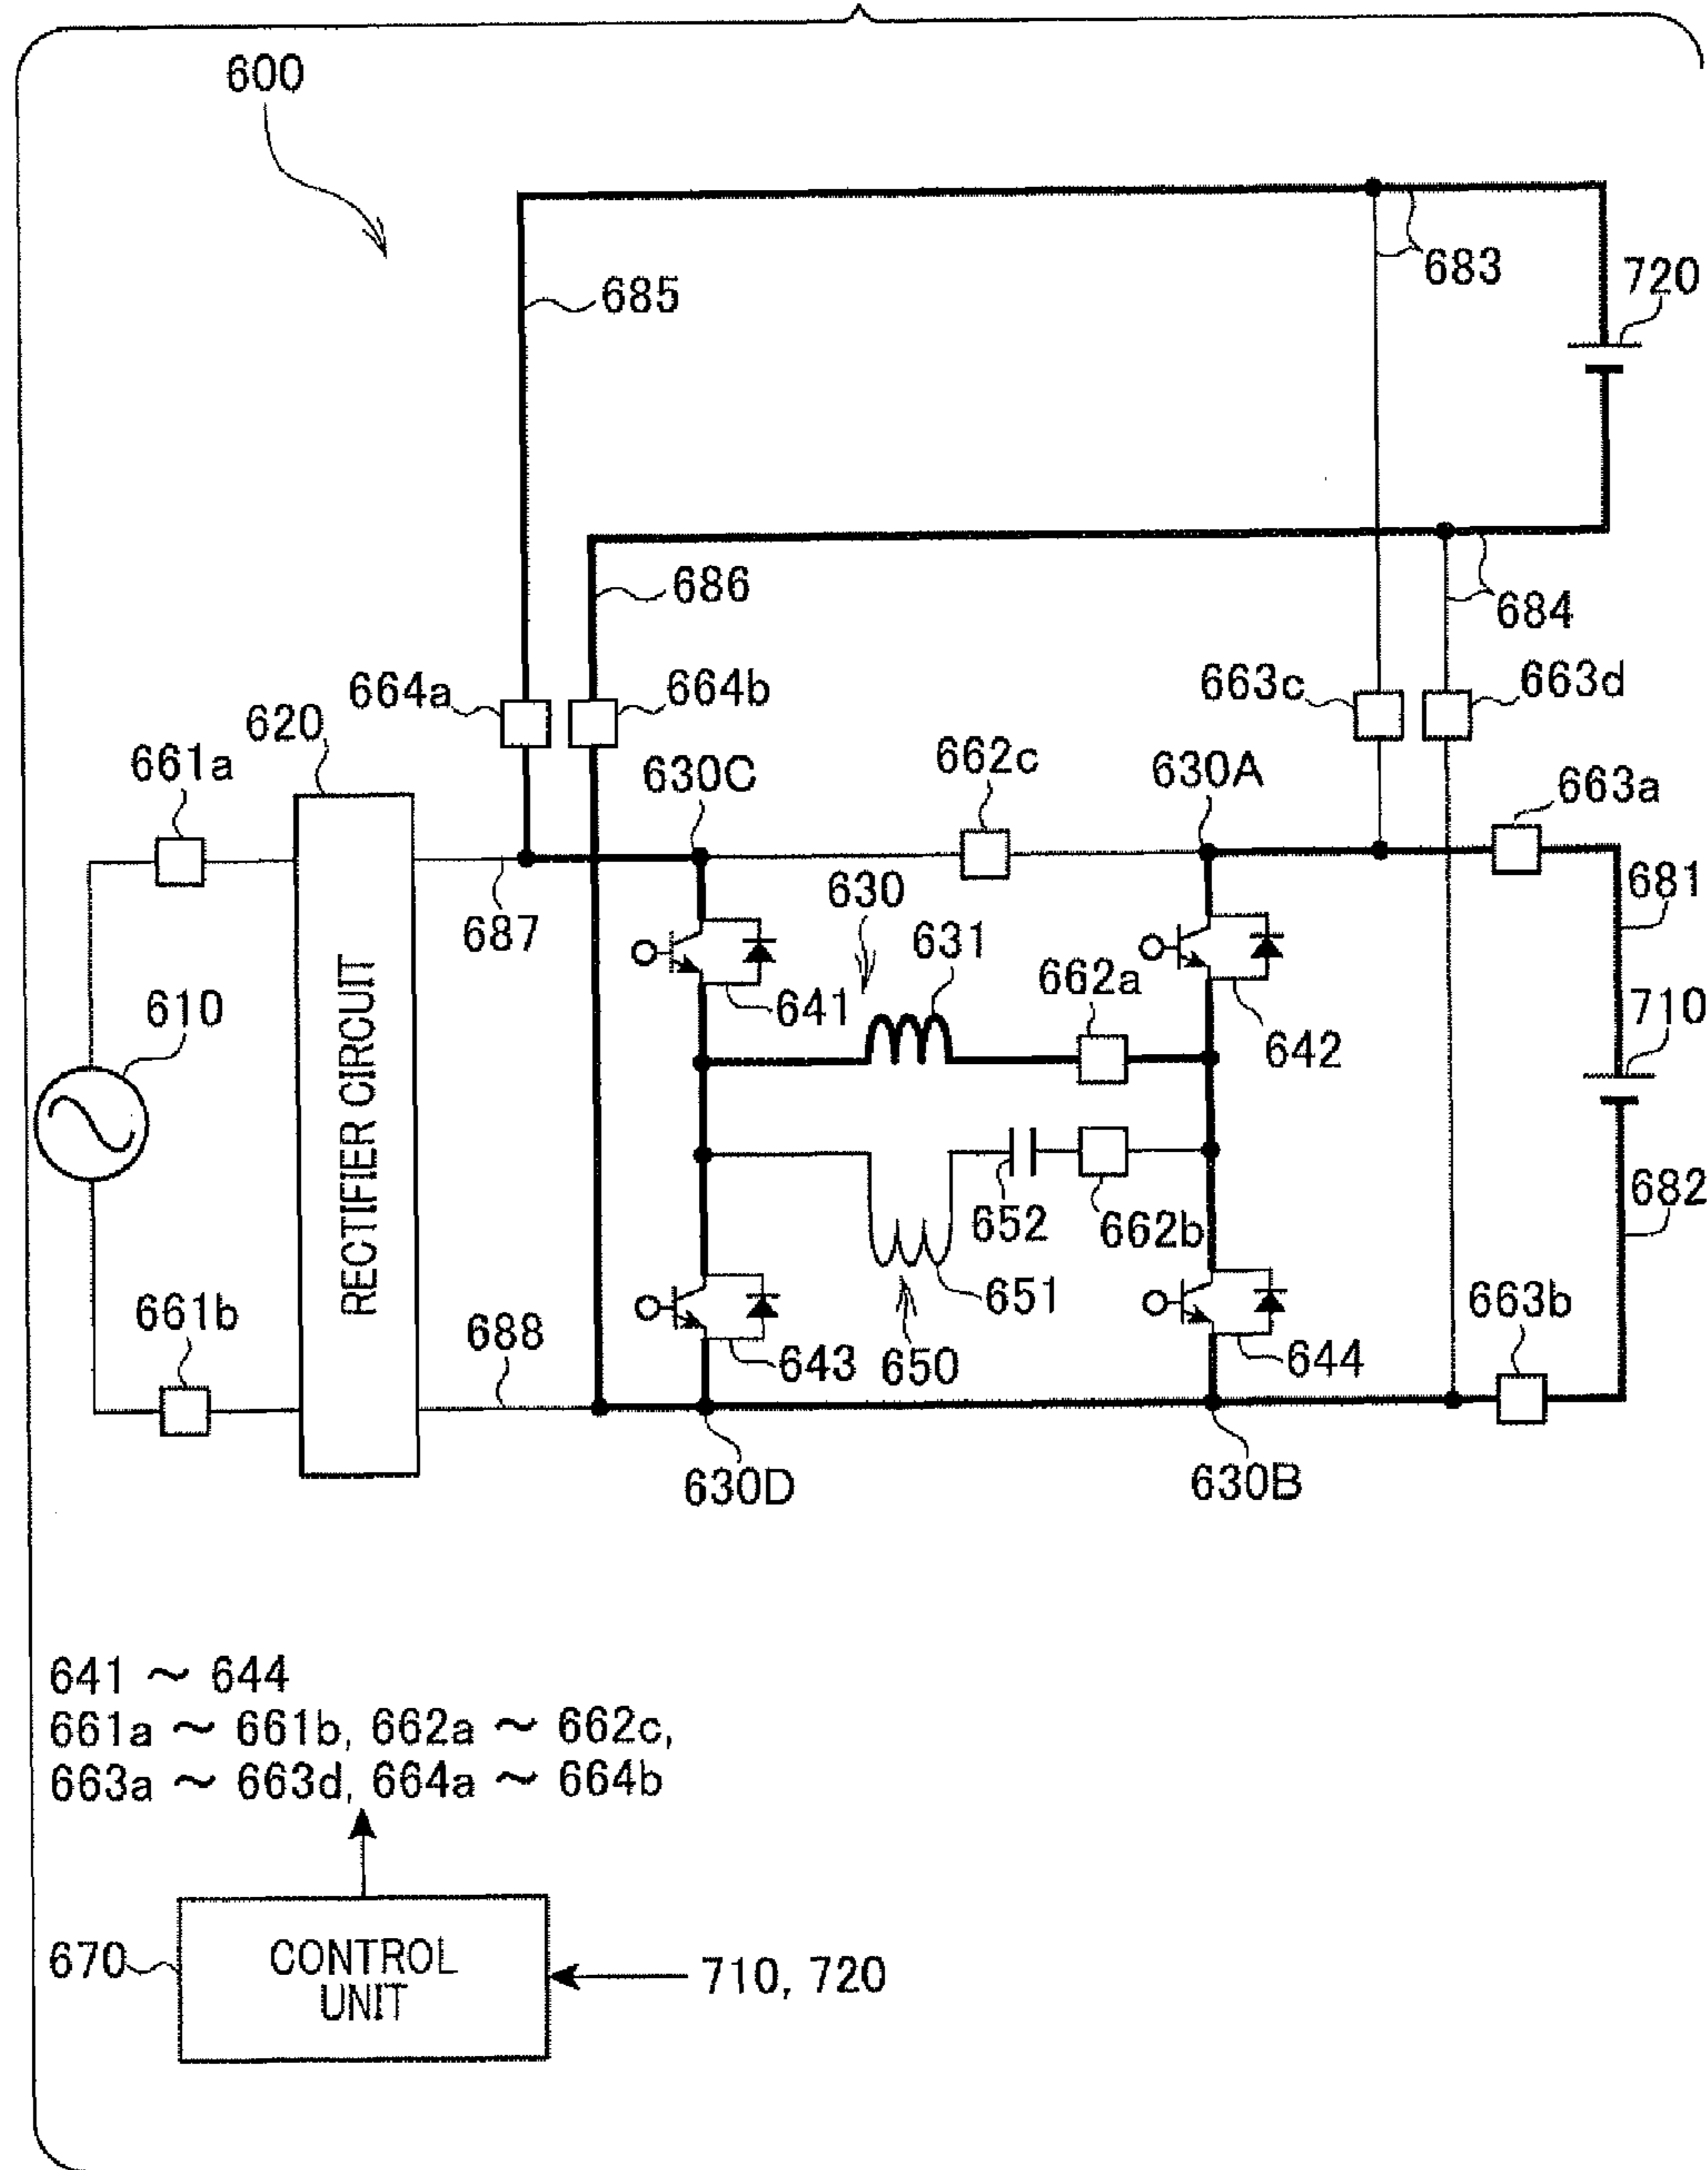 600
683
720
685
686
684
664a
664b
663c
663d
620
661a
630C
662c
630A
663a
630
681
687
631
662a
641
710
610
642
RECTIFIER CIRCUIT
682
652
662b
661b
651
663b
688
643
650
644
630D
630B
641 ~ 644
661a ~ 661b, 662a ~ 662c,
663a ~ 663d, 664a ~ 664b
670
CONTROL
UNIT
710, 720